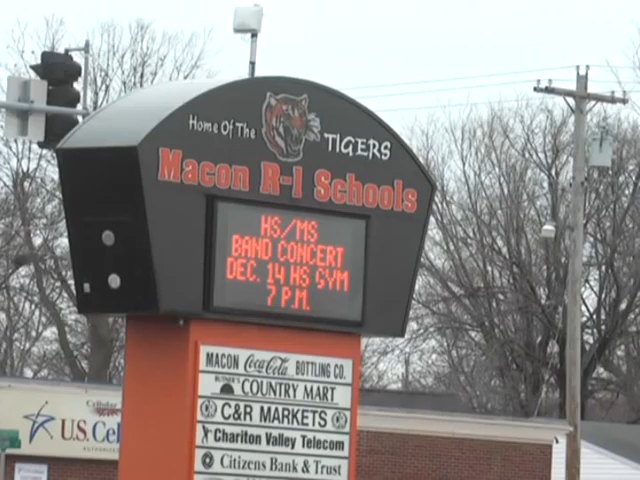 Home Of The TIGERS
Macon R-I Schools
HS/MS
BAND CONCERT
DEC. 14 HS GYM
7 P.M.
MACON Coca-Cola BOTTLING CO.
COUNTRY MART
C&R MARKETS
Chariton Valley Telecom
Citizens Bank & Trust
Cellular
U.S.Cel